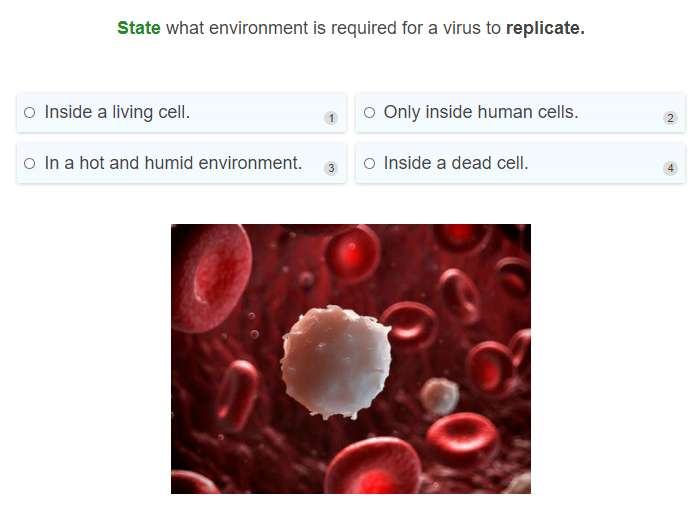 State what environment is required for a virus to replicate.
Inside a living cell. 1
Only inside human cells. 2
In a hot and humid environment. 3
Inside a dead cell. 4